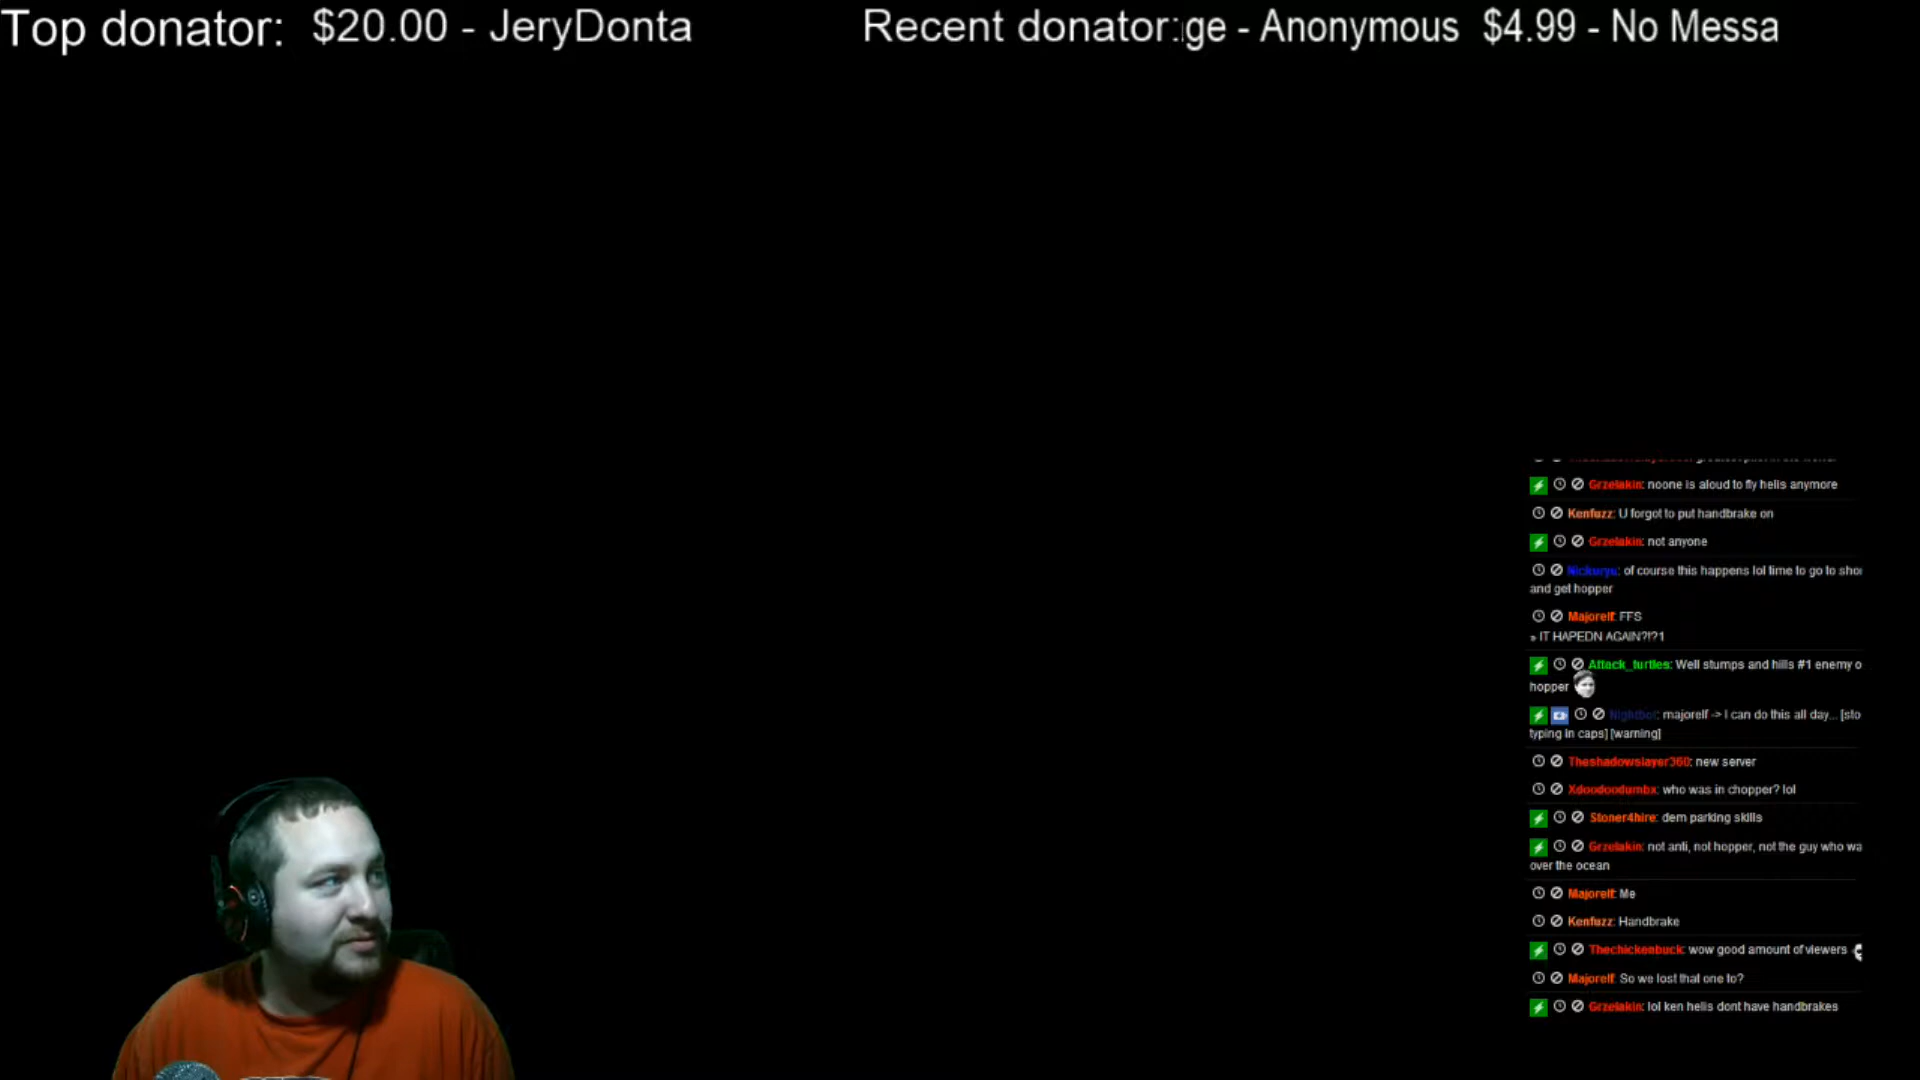 Top donator: $20.00 - JeryDonta
Recent donator: ge - Anonymous $4.99 - No Messa
Grzelakin: noone is aloud to fly helis anymore
Kenfuzz: U forgot to put handbrake on
Grzelakin: not anyone
Nickuryu: of course this happens lol time to go to shor
and get hopper
Majorelf: FFS
» IT HAPEDN AGAIN?!?1
Attack_turtles: Well stumps and hills #1 enemy o
hopper
Nightbot: majorelf -> I can do this all day... [sto
typing in caps] [warning]
Theshadowslayer360: new server
Xdoodoodumbx: who was in chopper? lol
Stoner4hire: dem parking skills
Grzelakin: not anti, not hopper, not the guy who wa
over the ocean
Majorelf: Me
Kenfuzz: Handbrake
Thechickenbuck: wow good amount of viewers
Majorelf: So we lost that one to?
Grzelakin: lol ken helis dont have handbrakes